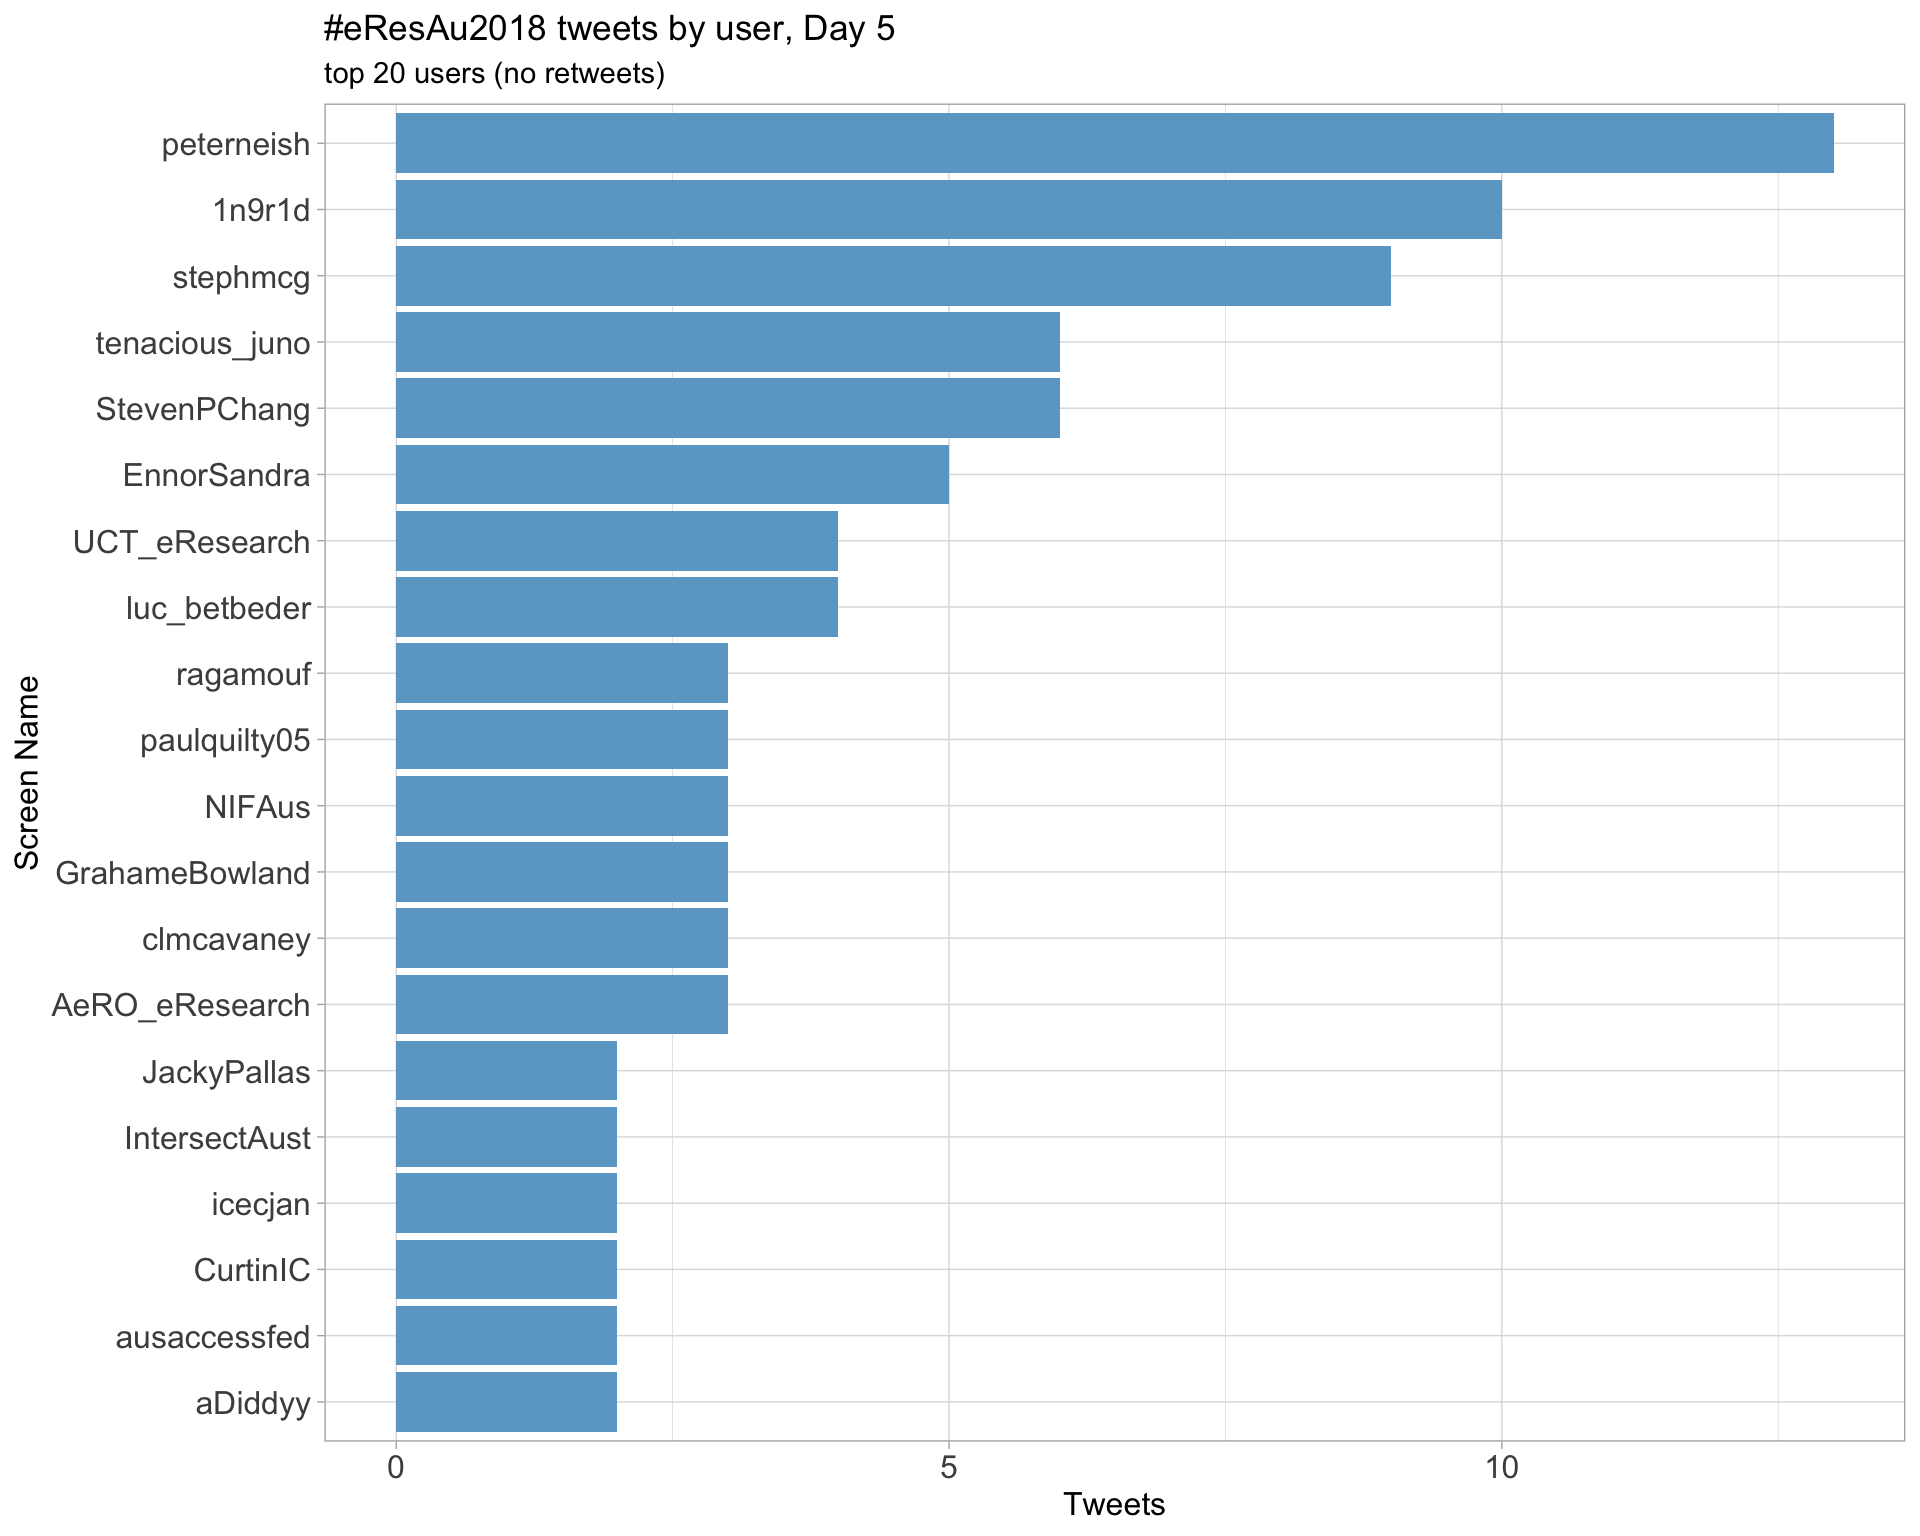 #eResAu2018 tweets by user, Day 5
top 20 users (no retweets)
peterneish
1n9r1d
stephmcg
tenacious_juno
StevenPChang
EnnorSandra
UCT_eResearch
luc_betbeder
ragamouf
paulquilty05
NIFAus
GrahameBowland
clmcavaney
AeRO_eResearch
JackyPallas
IntersectAust
icecjan
CurtinIC
ausaccessfed
aDiddyy
Screen Name
0 5 10
Tweets